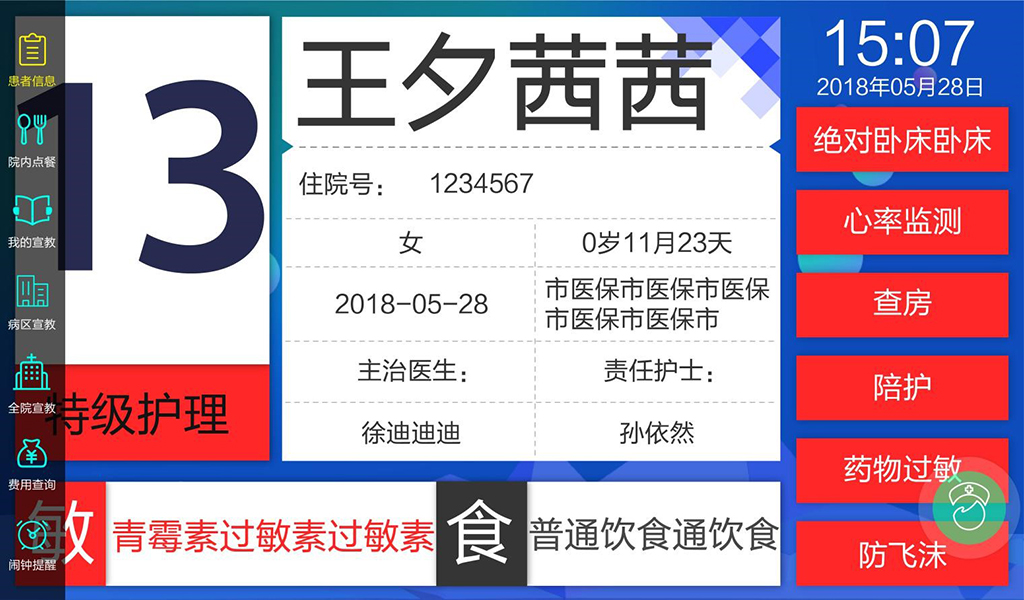 患者信息
院内点餐
我的宣教
病区宣教
全院宣教
费用查询
闹钟提醒
13
特级护理
王夕茜茜
住院号： 1234567
女
0岁11月23天
2018-05-28
市医保市医保市医保
市医保市医保市
主治医生：
责任护士：
徐迪迪迪
孙依然
敏
青霉素过敏素过敏素
食
普通饮食通饮食
15:07
2018年05月28日
绝对卧床卧床
心率监测
查房
陪护
药物过敏
防飞沫